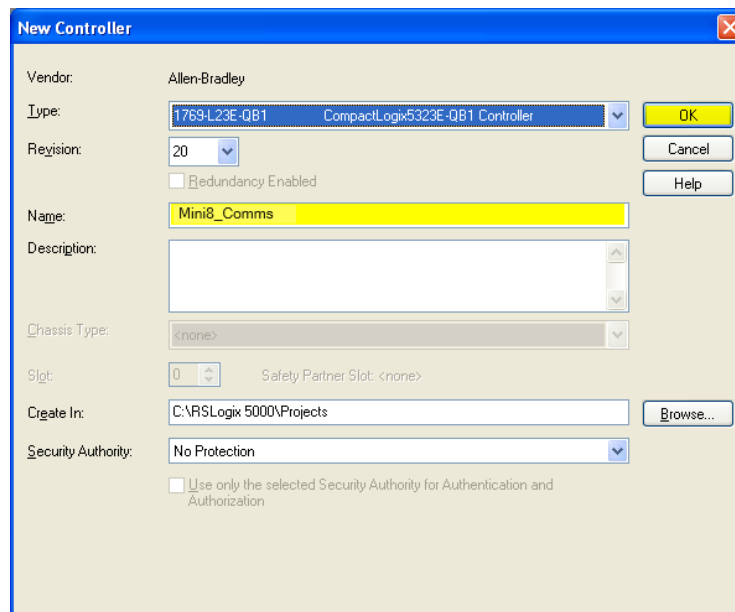 New Controller
Vendor: Allen-Bradley
Type: 1769-L23E-QB1 CompactLogix5323E-QB1 Controller OK
Revision: 20 Cancel
Redundancy Enabled Help
Name: Mini8_Comms
Description:
Chassis Type: <none>
Slot: 0 Safety Partner Slot: <none>
Create In: C:\RSLogix 5000\Projects Browse...
Security Authority: No Protection
Use only the selected Security Authority for Authentication and
Authorization